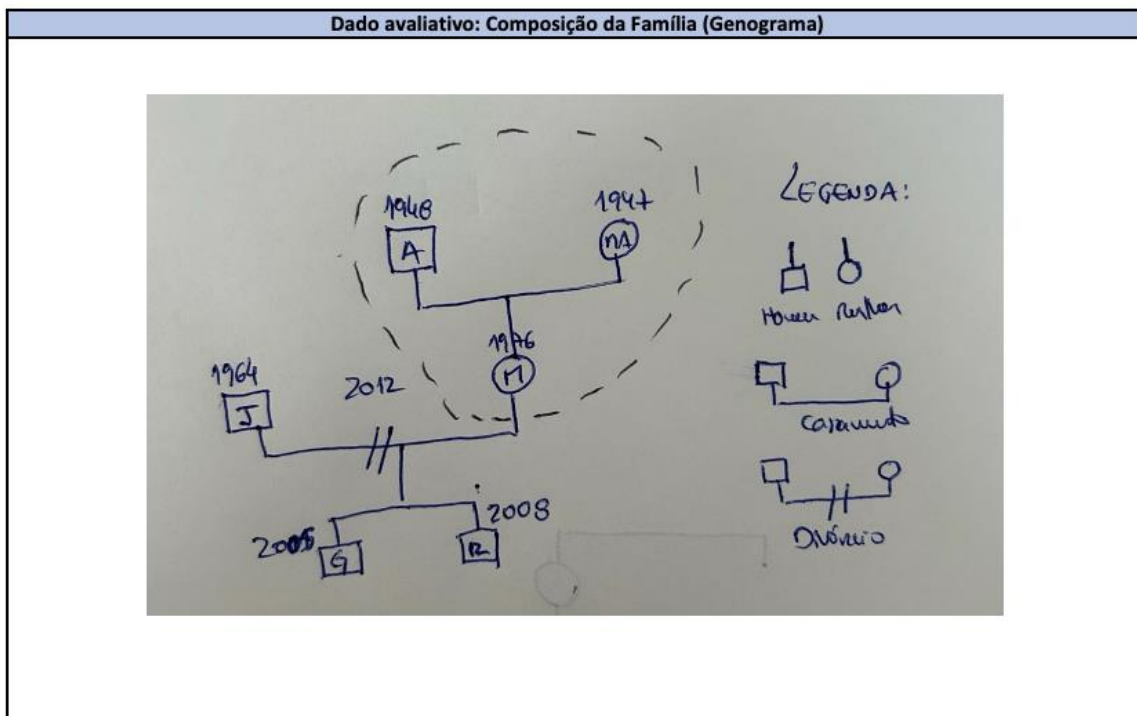 Dado avaliativo: Composição da Família (Genograma)
1948
1947
LEGENDA:
A
MA
Homem Mulher
1976
M
1964
2012
J
Casamento
2008
G
R
Divórcio